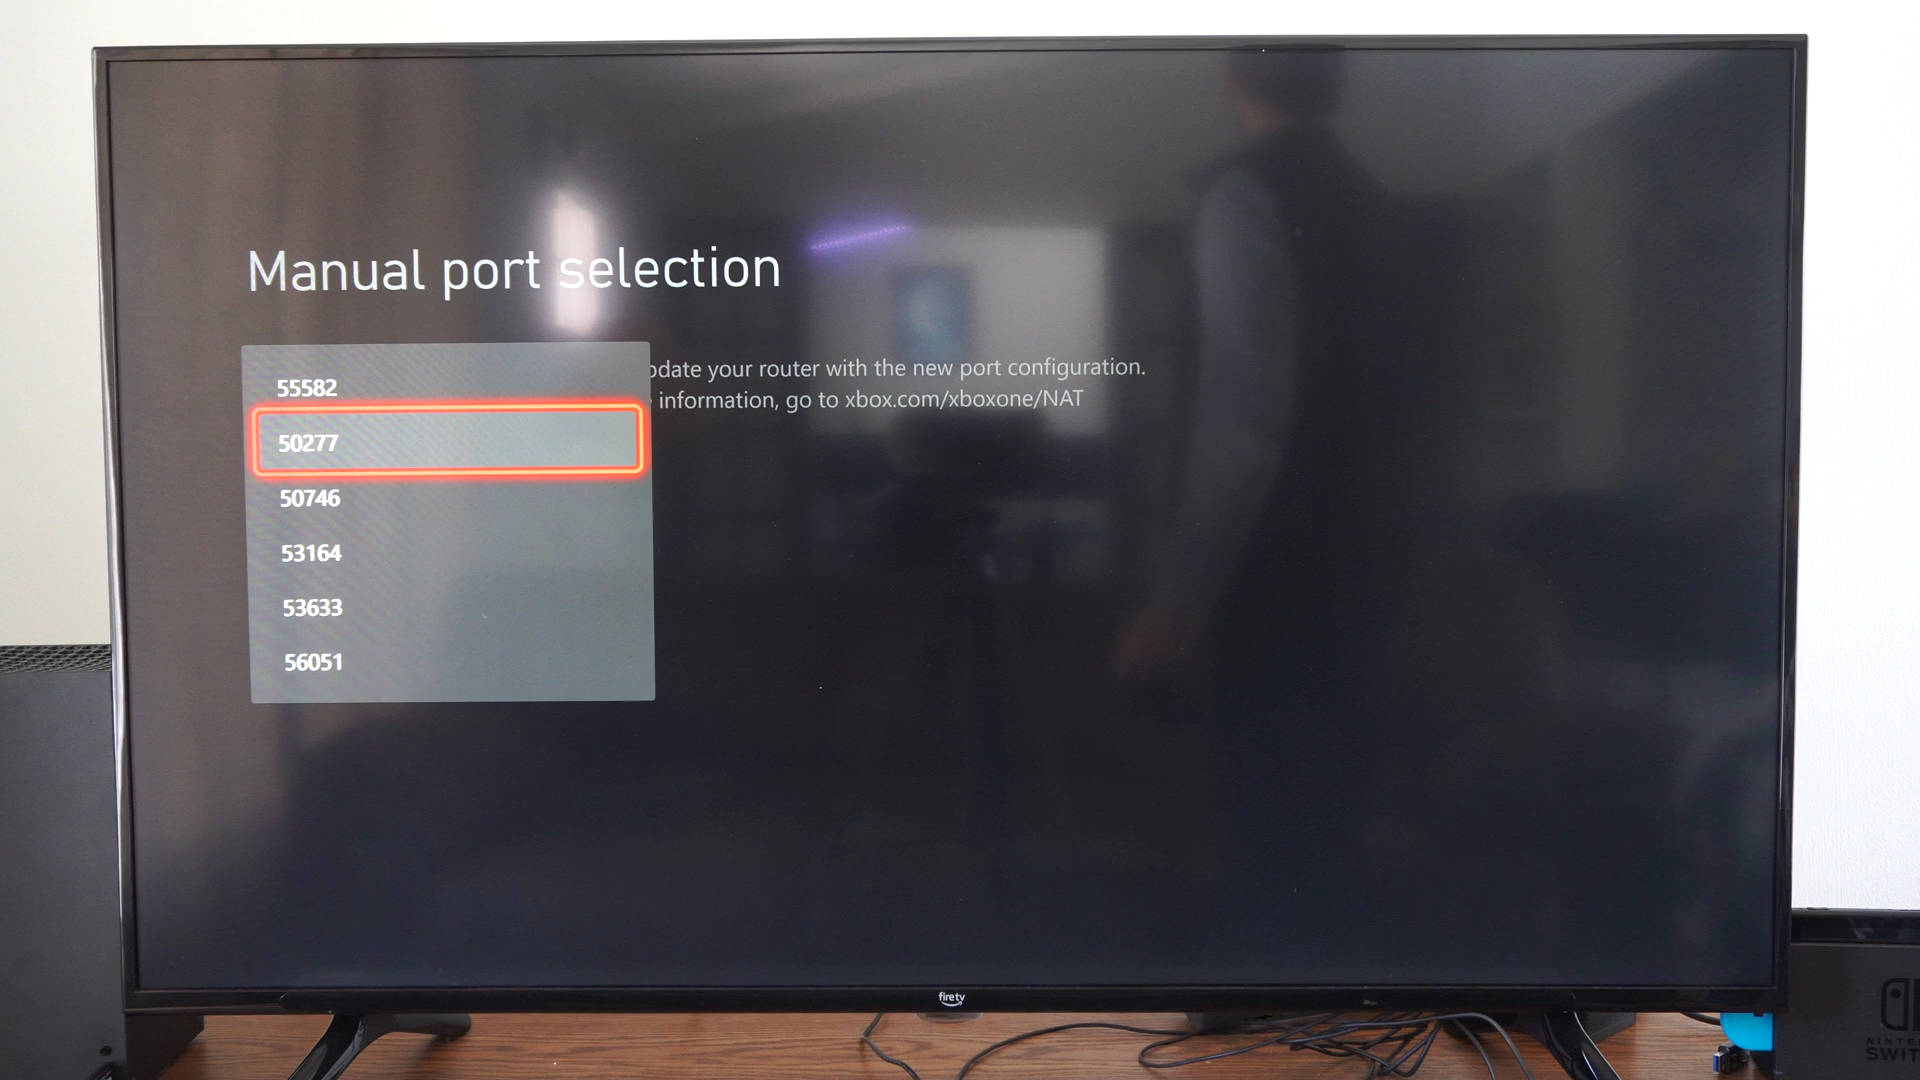 Manual port selection
update your router with the new port configuration.
information, go to xbox.com/xboxone/NAT
55582
50277
50746
53164
53633
56051
firetv